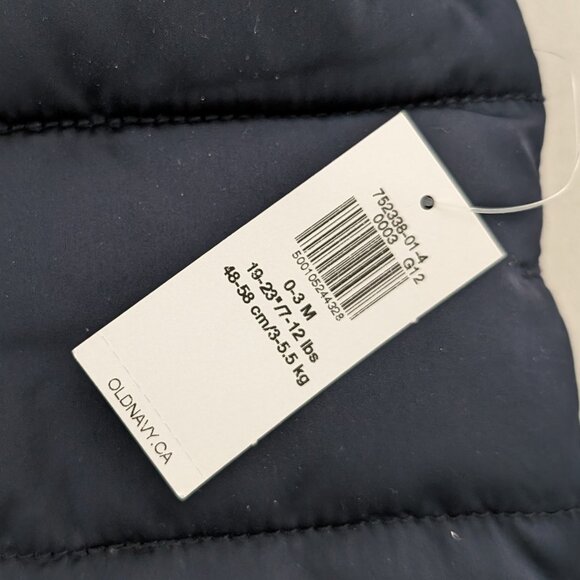 752338-01-4
0003 G12
500105244328
0-3 M
19-23"/7-12 lbs
48-58 cm/3-5.5 kg
OLDNAVY.CA